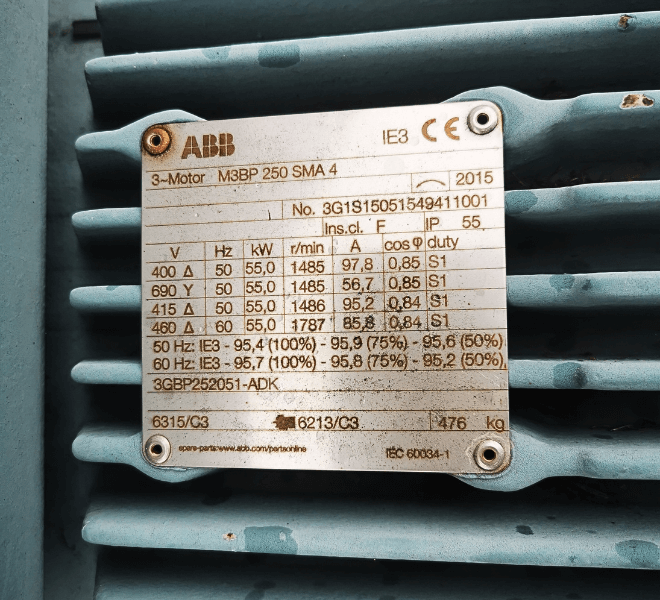 ABB IE3 CE
3~Motor M3BP 250 SMA 4
2015
No. 3G1S15051549411001
Ins.cl. F IP 55
V Hz kW r/min A cos φ duty
400 Δ 50 55,0 1485 97,8 0,85 S1
690 Y 50 55,0 1485 56,7 0,85 S1
415 Δ 50 55,0 1486 95,2 0,84 S1
460 Δ 60 55,0 1787 85,8 0,84 S1
50 Hz: IE3 - 95,4 (100%) - 95,9 (75%) - 95,6 (50%)
60 Hz: IE3 - 95,7 (100%) - 95,8 (75%) - 95,2 (50%)
3GBP252051-ADK
6315/C3 6213/C3 476 kg
spare-parts:www.abb.com/partsonline IEC 60034-1